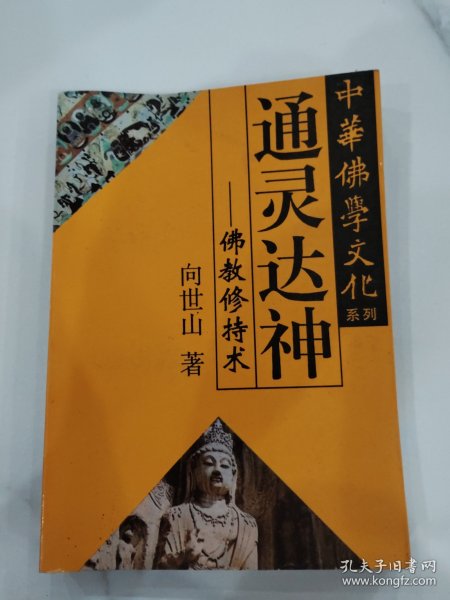 中華佛學文化
系列
通灵达神
——佛教修持术
向世山 著
孔夫子旧书网
www.kongfz.com